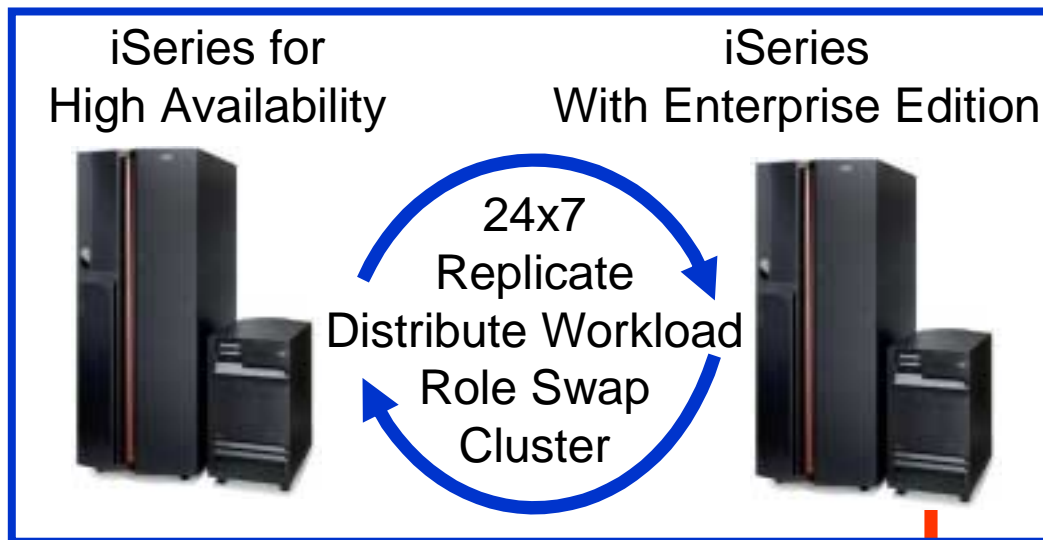 iSeries for
High Availability
iSeries
With Enterprise Edition
24x7
Replicate
Distribute Workload
Role Swap
Cluster